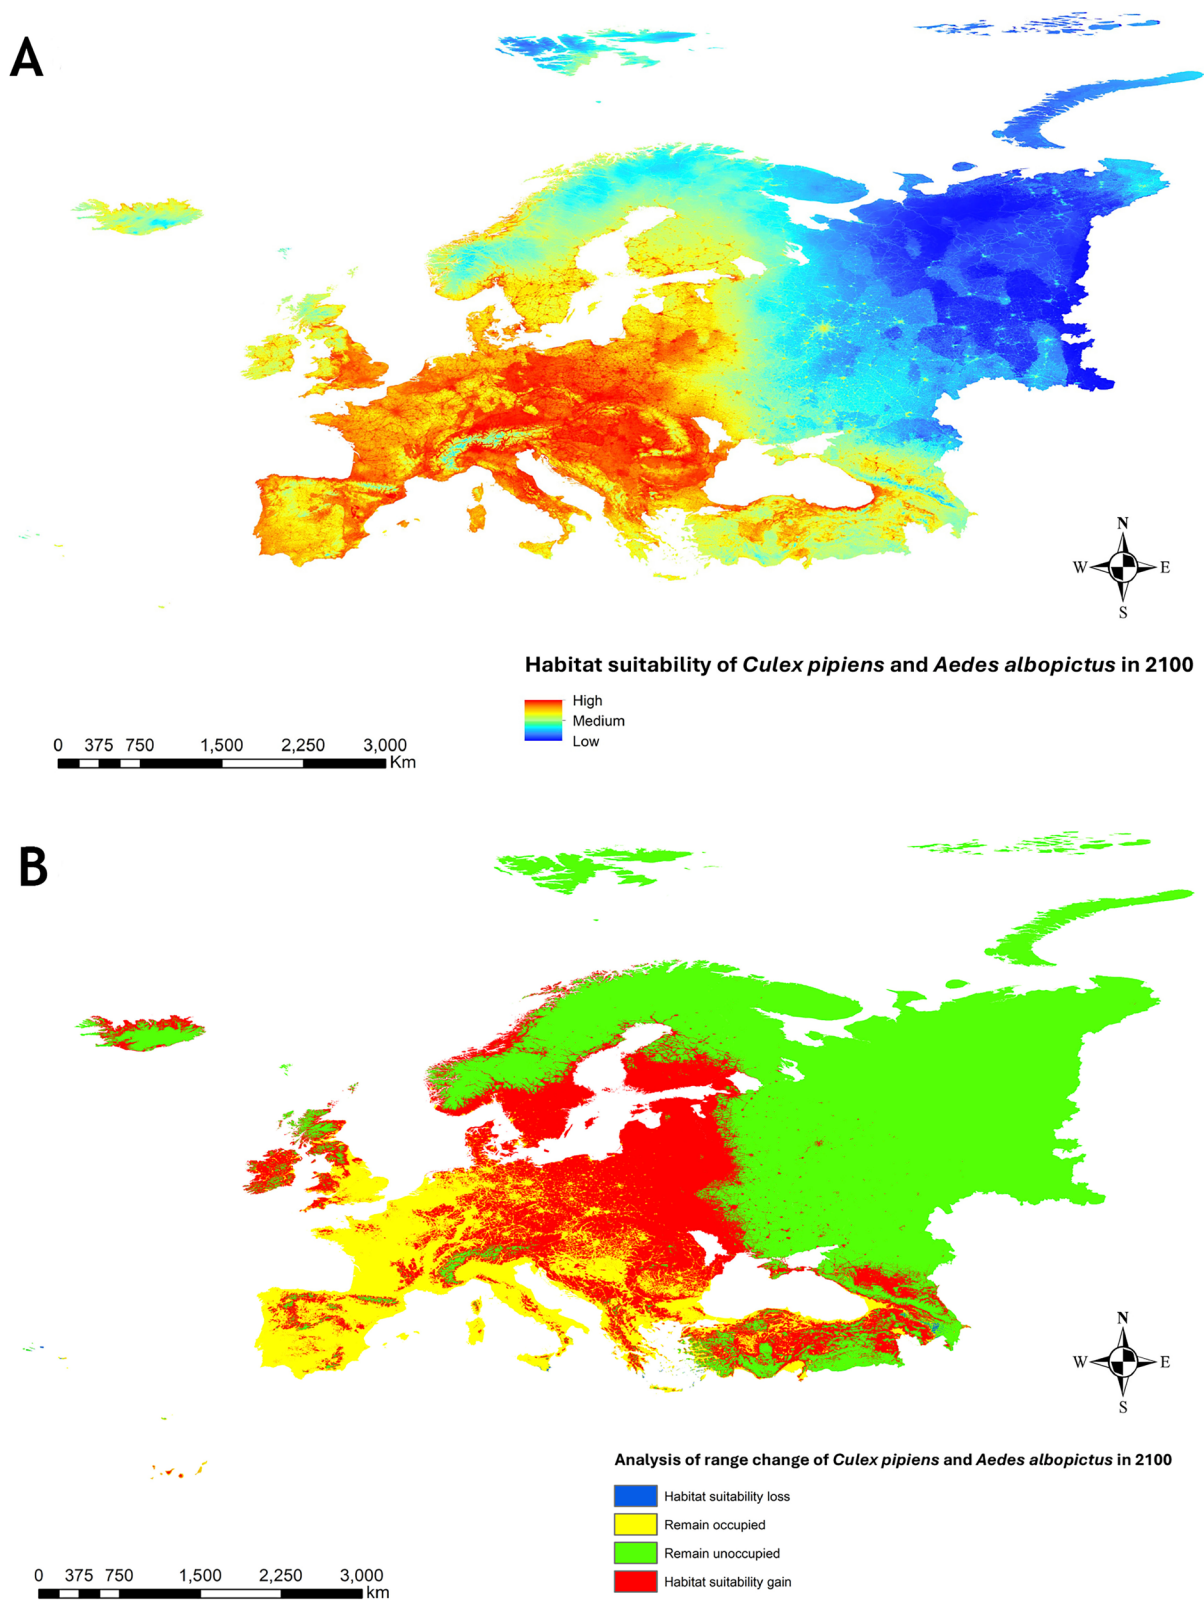 A
N
W E
S
Habitat suitability of Culex pipiens and Aedes albopictus in 2100
High
Medium
Low
0 375 750 1,500 2,250 3,000
Km
B
N
W E
S
Analysis of range change of Culex pipiens and Aedes albopictus in 2100
Habitat suitability loss
Remain occupied
Remain unoccupied
Habitat suitability gain
0 375 750 1,500 2,250 3,000
km